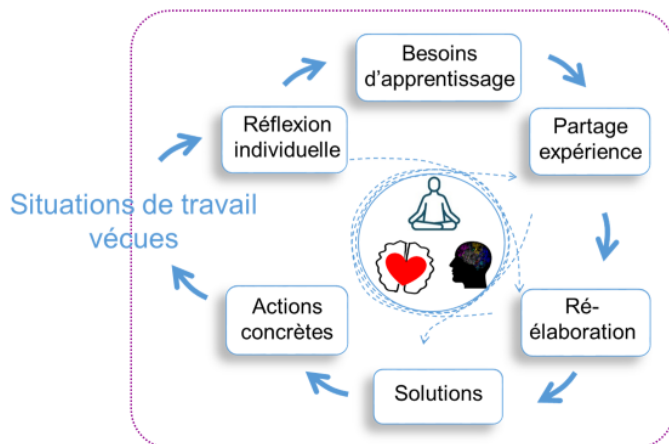 Besoins
d'apprentissage
Réflexion
individuelle
Partage
expérience
Situations de travail
vécues
Actions
concrètes
Ré-
élaboration
Solutions